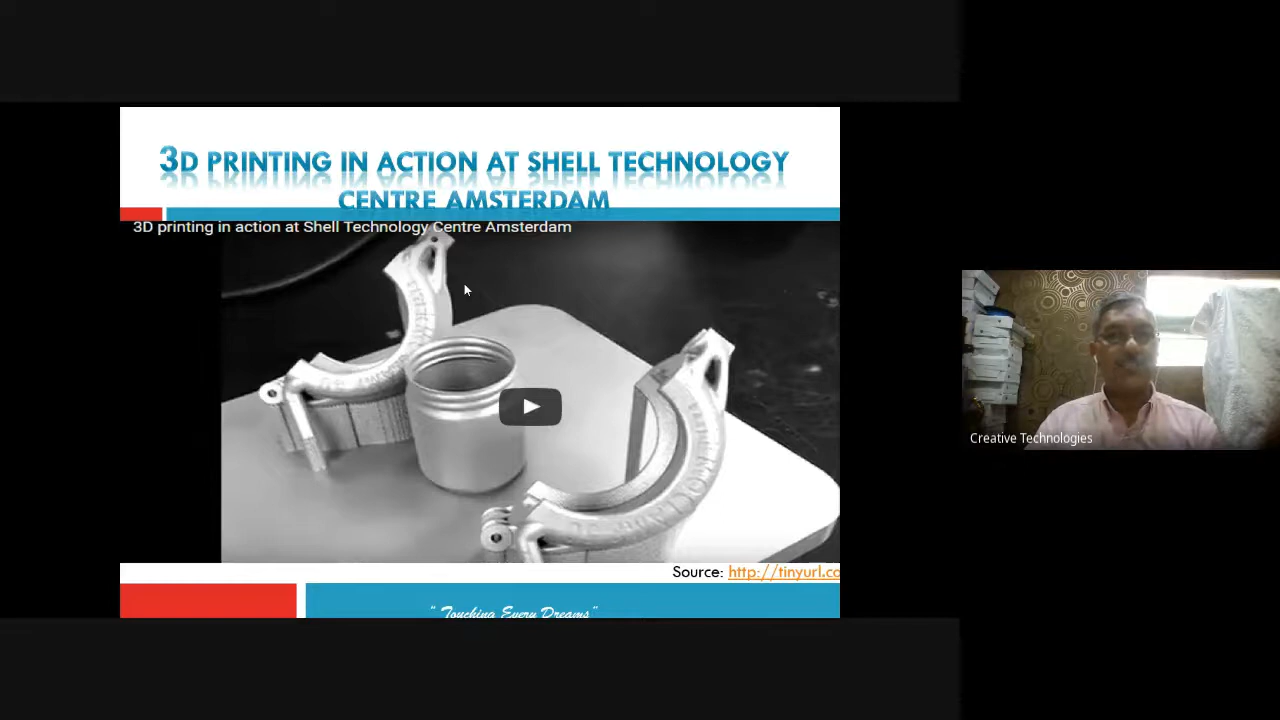 3D PRINTING IN ACTION AT SHELL TECHNOLOGY
CENTRE AMSTERDAM
3D printing in action at Shell Technology Centre Amsterdam
Source: http://tinyurl.co
" Touching Every Dreams"
Creative Technologies